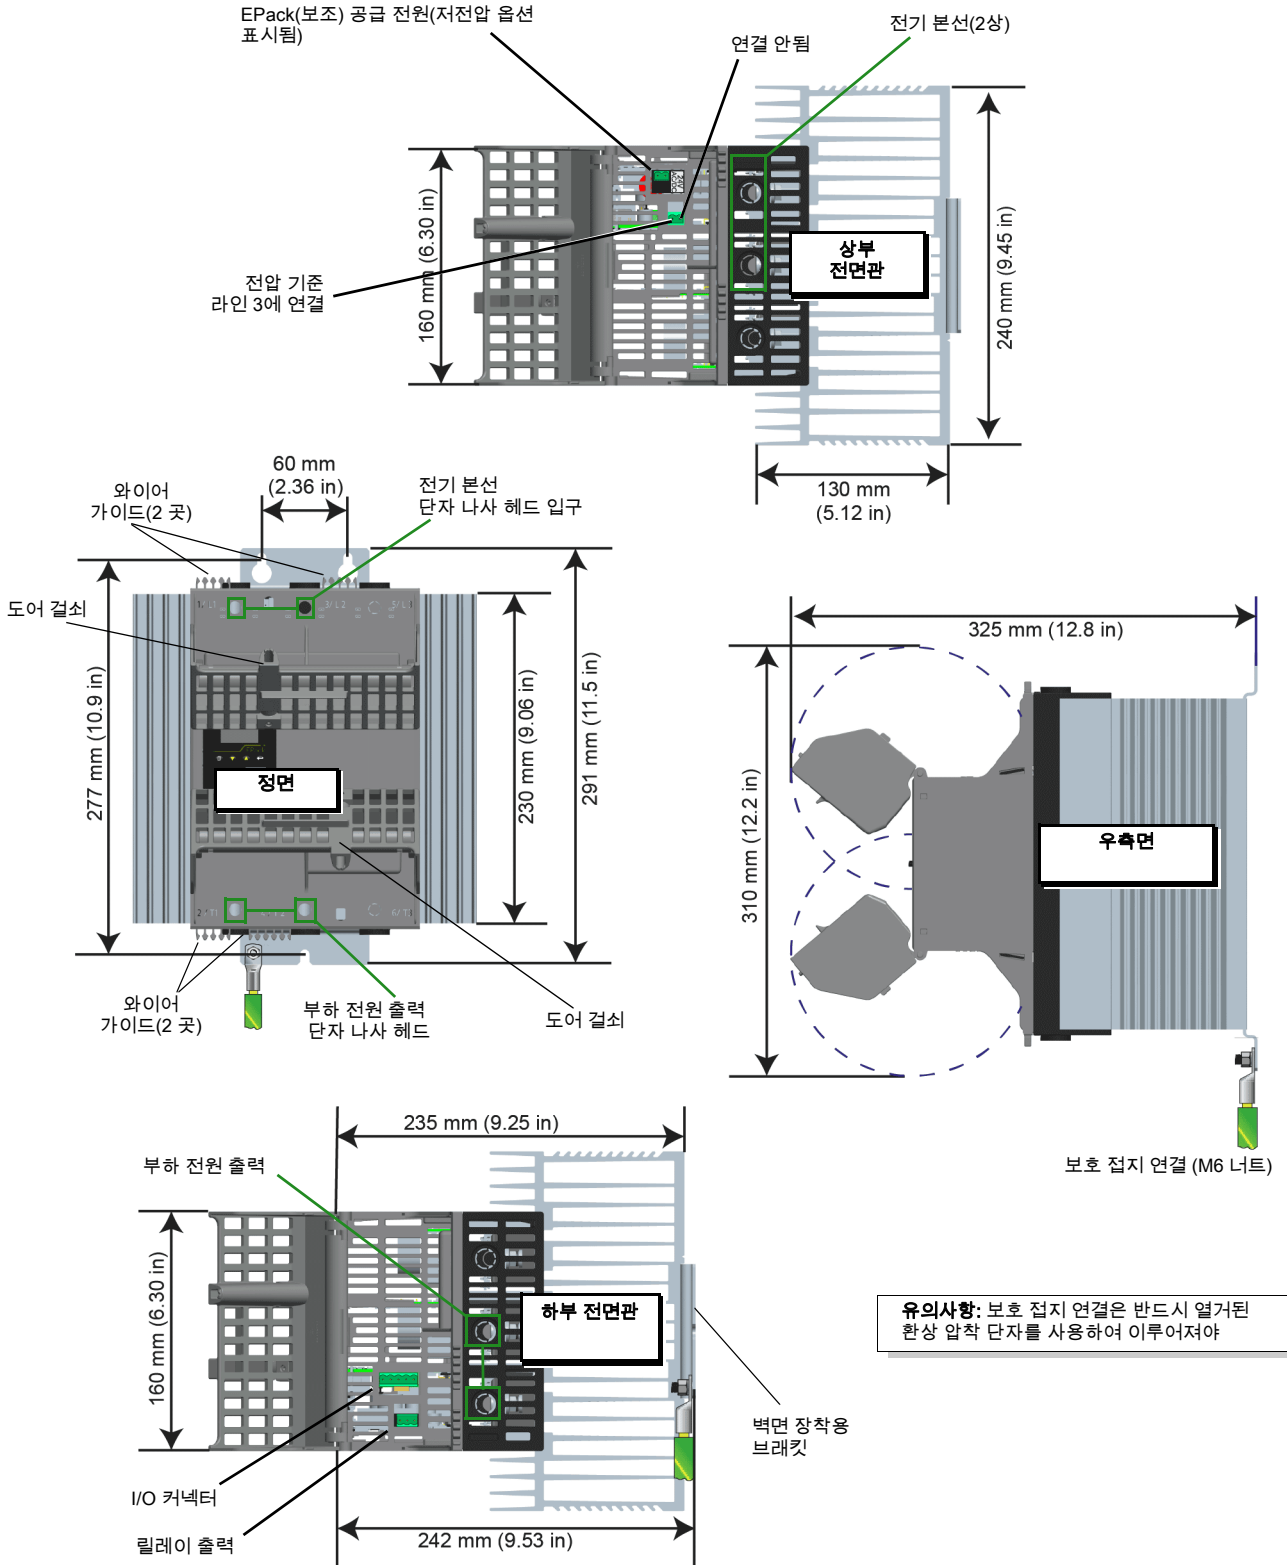 EPack(보조) 공급 전원(저전압 옵션
표시됨)
연결 안됨
전기 본선(2상)
24V
AC/DC
160 mm (6.30 in)
상부
전면관
240 mm (9.45 in)
전압 기준
라인 3에 연결
130 mm
(5.12 in)
60 mm
(2.36 in)
와이어
가이드(2 곳)
전기 본선
단자 나사 헤드 입구
도어 걸쇠
1/L1
3/L2
5/L
277 mm (10.9 in)
230 mm (9.06 in)
291 mm (11.5 in)
정면
2/T1
6/T
와이어
가이드(2 곳)
부하 전원 출력
단자 나사 헤드
도어 걸쇠
325 mm (12.8 in)
310 mm (12.2 in)
우측면
보호 접지 연결 (M6 너트)
235 mm (9.25 in)
부하 전원 출력
160 mm (6.30 in)
하부 전면관
유의사항: 보호 접지 연결은 반드시 열거된
환상 압착 단자를 사용하여 이루어져야
벽면 장착용
브래킷
I/O 커넥터
릴레이 출력
242 mm (9.53 in)